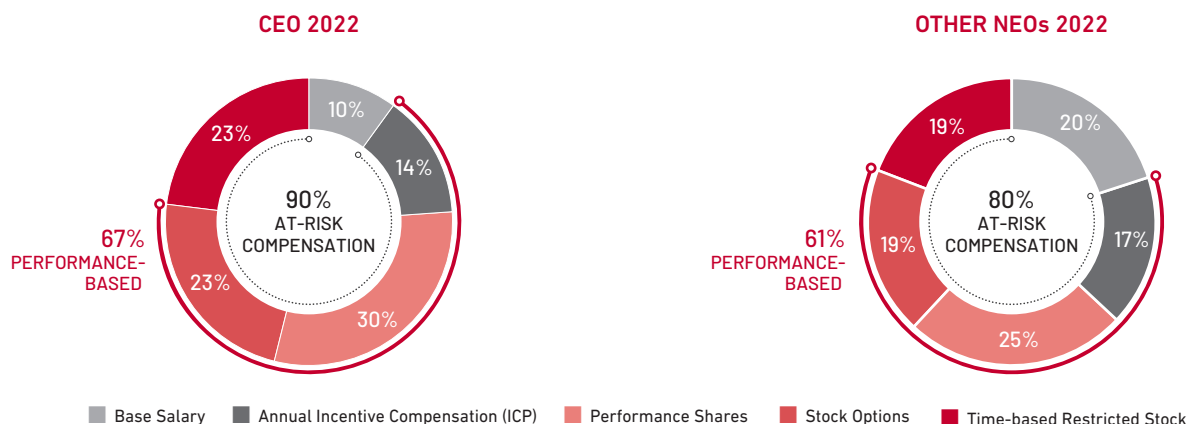 CEO 2022
10%
14%
30%
23%
23%
90%
AT-RISK
COMPENSATION
67%
PERFORMANCE-
BASED
OTHER NEOs 2022
20%
17%
25%
19%
19%
80%
AT-RISK
COMPENSATION
61%
PERFORMANCE-
BASED
Base Salary
Annual Incentive Compensation (ICP)
Performance Shares
Stock Options
Time-based Restricted Stock